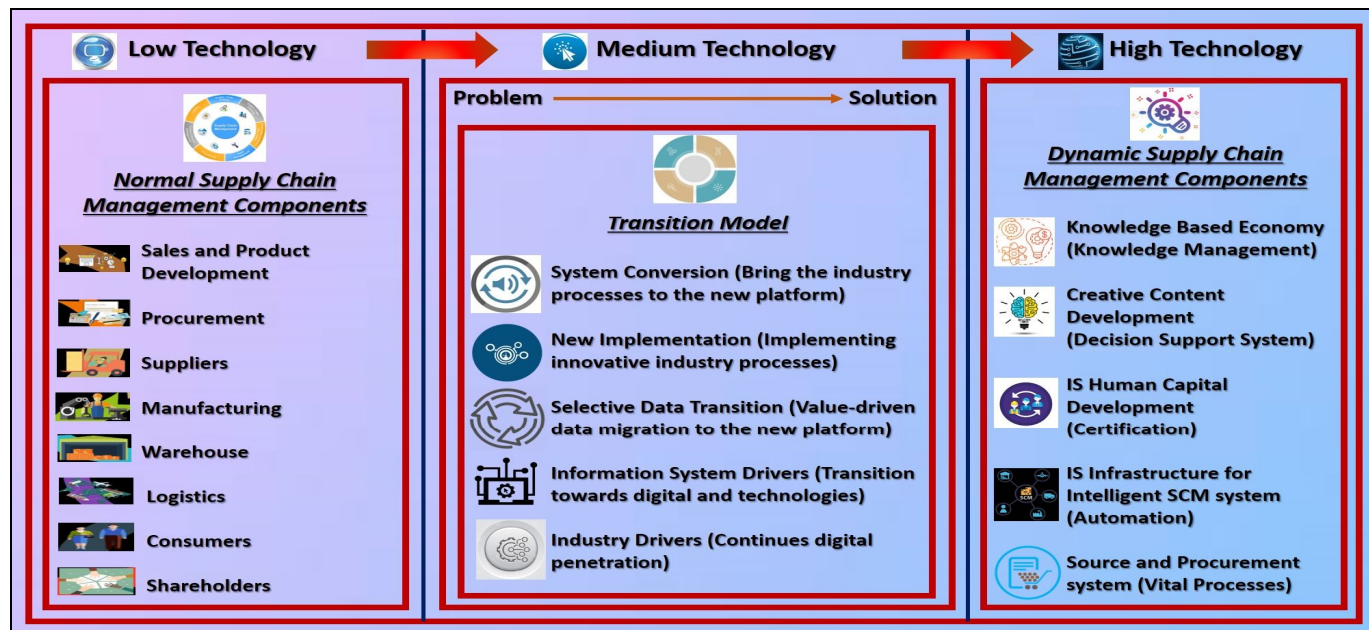 Low Technology
Medium Technology
High Technology
Supply Chain
Management
Normal Supply Chain
Management Components
Sales and Product
Development
Procurement
Suppliers
Manufacturing
Warehouse
Logistics
Consumers
Shareholders
Problem
Solution
Transition Model
System Conversion (Bring the industry
processes to the new platform)
New Implementation (Implementing
innovative industry processes)
Selective Data Transition (Value-driven
data migration to the new platform)
Information System Drivers (Transition
towards digital and technologies)
Industry Drivers (Continues digital
penetration)
Dynamic Supply Chain
Management Components
Knowledge Based Economy
(Knowledge Management)
Creative Content
Development
(Decision Support System)
IS Human Capital
Development
(Certification)
SCM
IS Infrastructure for
Intelligent SCM system
(Automation)
Source and Procurement
system (Vital Processes)